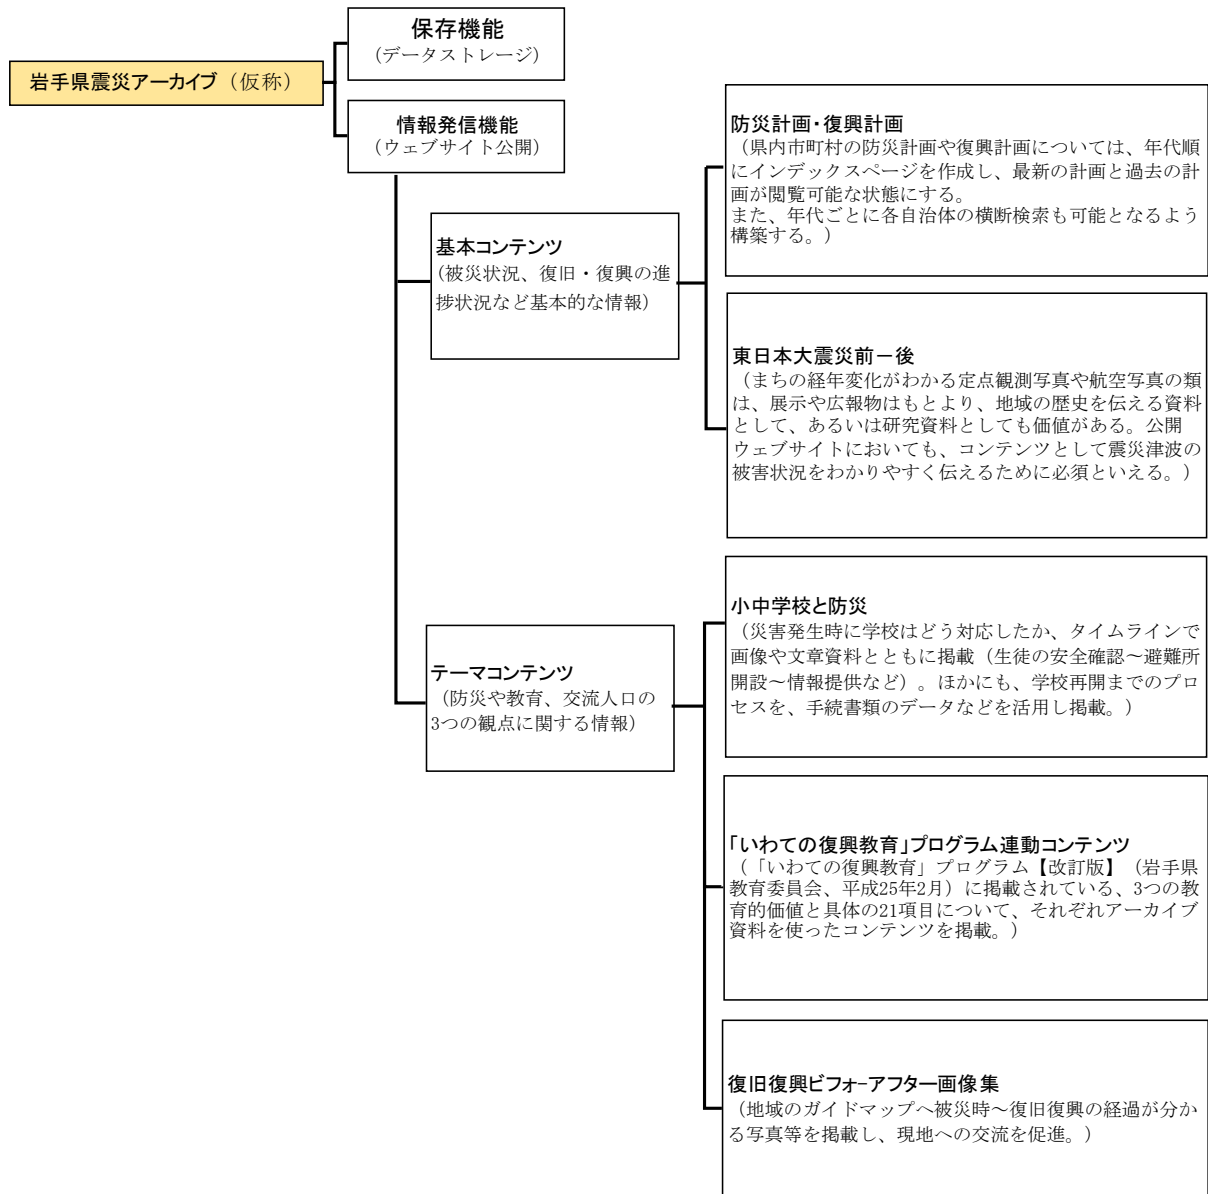 保存機能
(データストレージ)
岩手県震災アーカイブ（仮称）
情報発信機能
(ウェブサイト公開)
防災計画・復興計画
（県内市町村の防災計画や復興計画については、年代順
にインデックスページを作成し、最新の計画と過去の計
画が閲覧可能な状態にする。
また、年代ごとに各自治体の横断検索も可能となるよう
構築する。）
基本コンテンツ
(被災状況、復旧・復興の進
捗状況など基本的な情報)
東日本大震災前－後
（まちの経年変化がわかる定点観測写真や航空写真の類
は、展示や広報物はもとより、地域の歴史を伝える資料
として、あるいは研究資料としても価値がある。公開
ウェブサイトにおいても、コンテンツとして震災津波の
被害状況をわかりやすく伝えるために必須といえる。）
小中学校と防災
（災害発生時に学校はどう対応したか、タイムラインで
画像や文章資料とともに掲載（生徒の安全確認～避難所
開設～情報提供など）。ほかにも、学校再開までのプロ
セスを、手続書類のデータなどを活用し掲載。）
テーマコンテンツ
（防災や教育、交流人口の
3つの観点に関する情報）
「いわての復興教育」プログラム連動コンテンツ
（「いわての復興教育」プログラム【改訂版】（岩手県
教育委員会、平成25年2月）に掲載されている、3つの教
育的価値と具体の21項目について、それぞれアーカイブ
資料を使ったコンテンツを掲載。）
復旧復興ビフォーアフター画像集
（地域のガイドマップへ被災時～復旧復興の経過が分か
る写真等を掲載し、現地への交流を促進。）